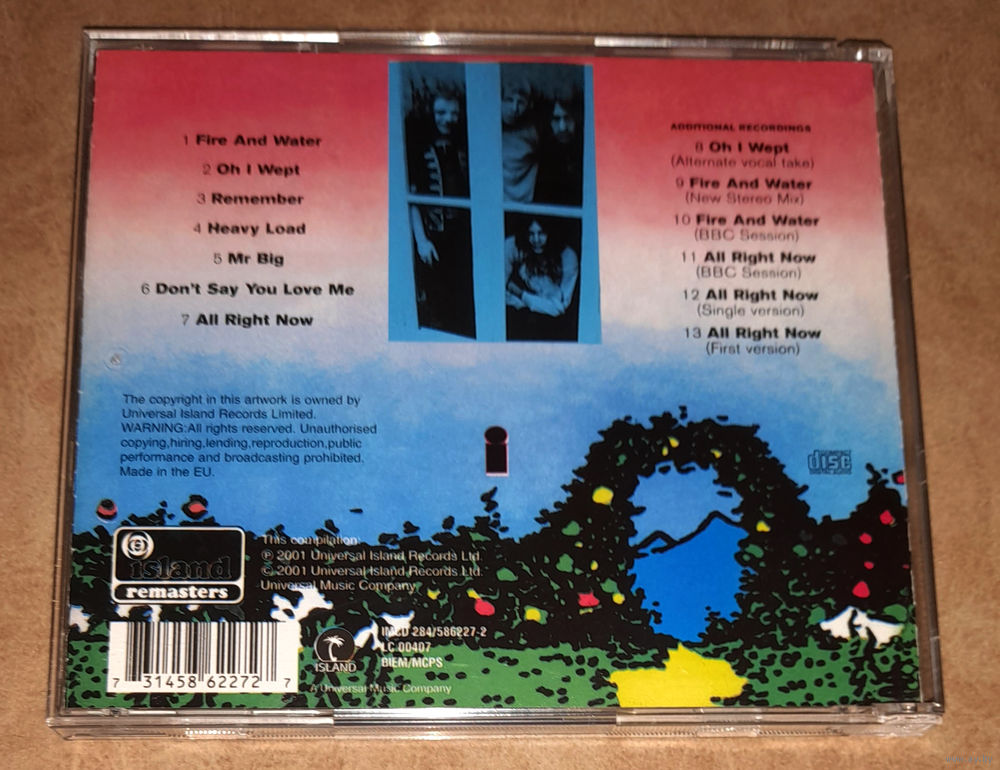 1 Fire And Water
2 Oh I Wept
3 Remember
4 Heavy Load
5 Mr Big
6 Don't Say You Love Me
7 All Right Now
ADDITIONAL RECORDINGS
8 Oh I Wept
(Alternate vocal take)
9 Fire And Water
(New Stereo Mix)
10 Fire And Water
(BBC Session)
11 All Right Now
(BBC Session)
12 All Right Now
(Single version)
13 All Right Now
(First version)
The copyright in this artwork is owned by
Universal Island Records Limited.
WARNING:All rights reserved. Unauthorised
copying,hiring,lending,reproduction,public
performance and broadcasting prohibited.
Made in the EU.
COMPACT
disc
DIGITAL AUDIO
island
remasters
This compilation:
℗ 2001 Universal Island Records Ltd.
© 2001 Universal Island Records Ltd.
Universal Music Company
7 31458 62272 7
ISLAND
IMCD 284/586227-2
LC 00407
BIEM/MCPS
A Universal Music Company